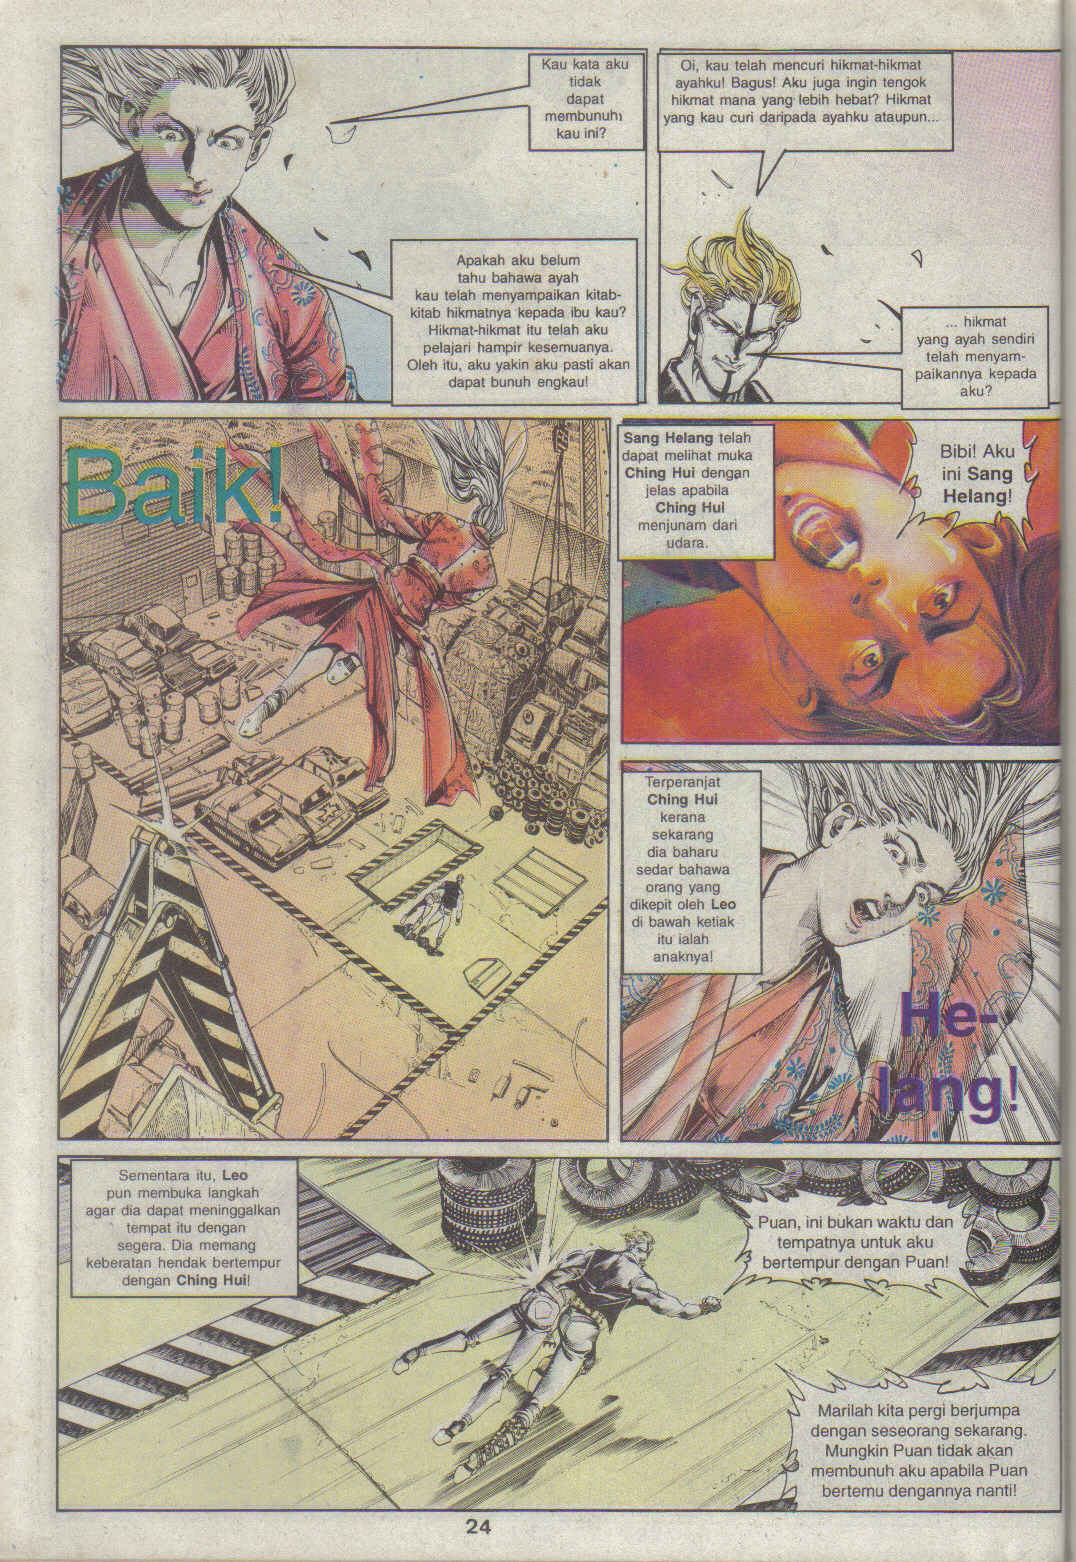 Kau kata aku
tidak
dapat
membunuh
kau ini?
Apakah aku belum
tahu bahawa ayah
kau telah menyampaikan kitab-
kitab hikmatnya kepada ibu kau?
Hikmat-hikmat itu telah aku
pelajari hampir kesemuanya.
Oleh itu, aku yakin aku pasti akan
dapat bunuh engkau!
Oi, kau telah mencuri hikmat-hikmat
ayahku! Bagus! Aku juga ingin tengok
hikmat mana yang lebih hebat? Hikmat
yang kau curi daripada ayahku ataupun...
... hikmat
yang ayah sendiri
telah menyam-
paikannya kepada
aku?
Baik!
Sang Helang telah
dapat melihat muka
Ching Hui dengan
jelas apabila
Ching Hui
menjunam dari
udara.
Bibi! Aku
ini Sang
Helang!
Terperanjat
Ching Hui
kerana
sekarang
dia baharu
sedar bahawa
orang yang
dikepit oleh Leo
di bawah ketiak
itu ialah
anaknya!
He-
lang!
Sementara itu, Leo
pun membuka langkah
agar dia dapat meninggalkan
tempat itu dengan
segera. Dia memang
keberatan hendak bertempur
dengan Ching Hui!
Puan, ini bukan waktu dan
tempatnya untuk aku
bertempur dengan Puan!
Marilah kita pergi berjumpa
dengan seseorang sekarang.
Mungkin Puan tidak akan
membunuh aku apabila Puan
bertemu dengannya nanti!
24